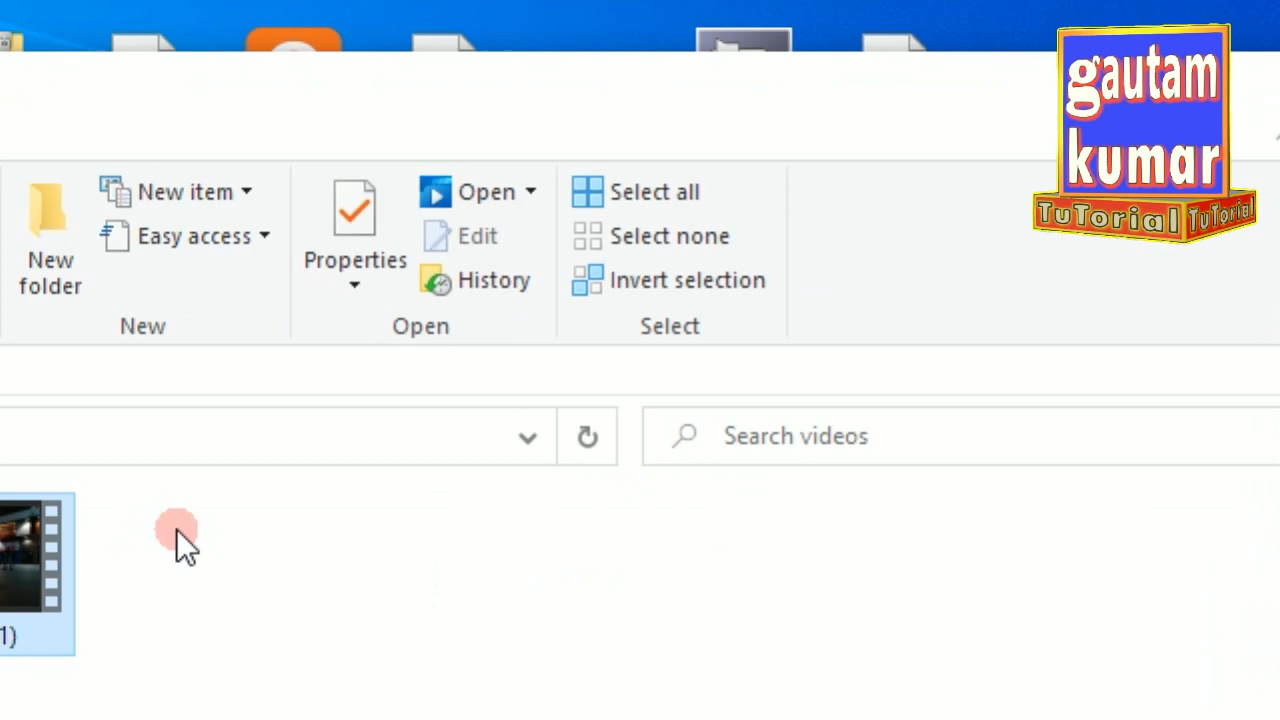 gautam
kumar
TuTorial TuTorial
New item
Easy access
New
folder
New
Properties
Open
Edit
History
Open
Select all
Select none
Invert selection
Select
Search videos
1)